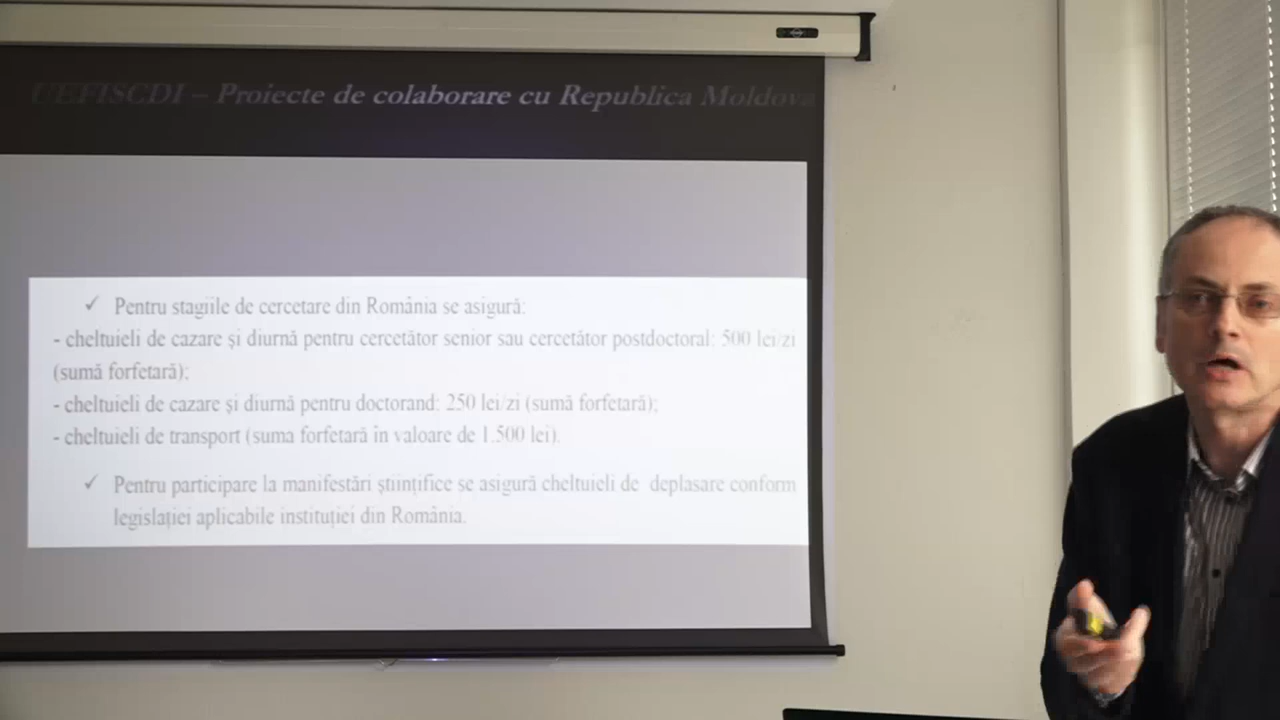 UEFISCDI – Proiecte de colaborare cu Republica Moldova
✓ Pentru stagiile de cercetare din România se asigură:
- cheltuieli de cazare și diurnă pentru cercetător senior sau cercetător postdoctoral: 500 lei/zi
(sumă forfetară);
- cheltuieli de cazare și diurnă pentru doctorand: 250 lei/zi (sumă forfetară);
- cheltuieli de transport (suma forfetară în valoare de 1.500 lei).
✓ Pentru participare la manifestări științifice se asigură cheltuieli de deplasare conform
legislației aplicabile instituției din România.